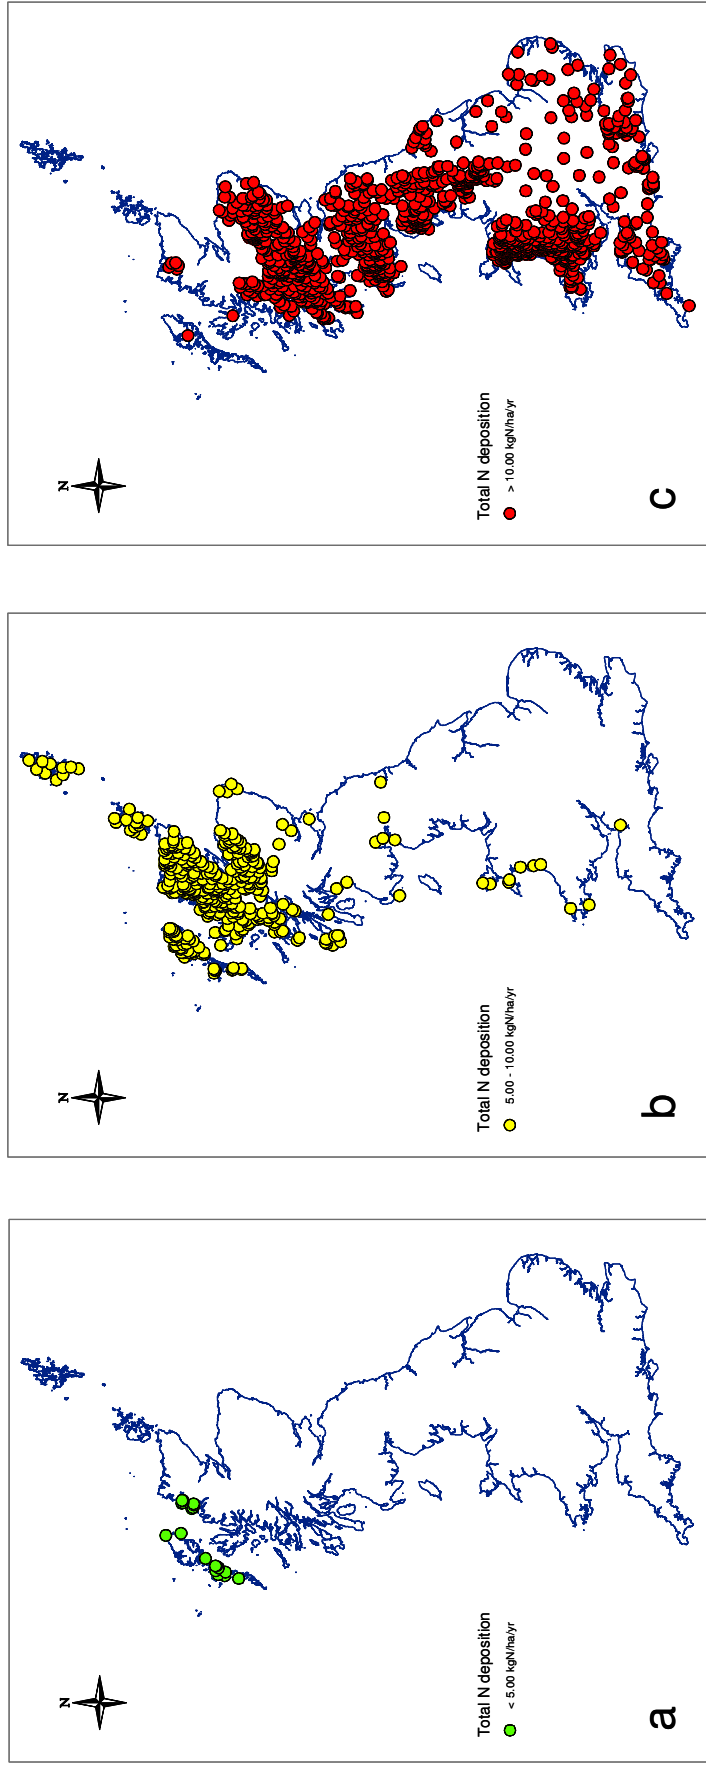 N
Total N deposition
< 5.00 kgN/ha/yr
a
N
Total N deposition
5.00 - 10.00 kgN/ha/yr
b
N
Total N deposition
> 10.00 kgN/ha/yr
c